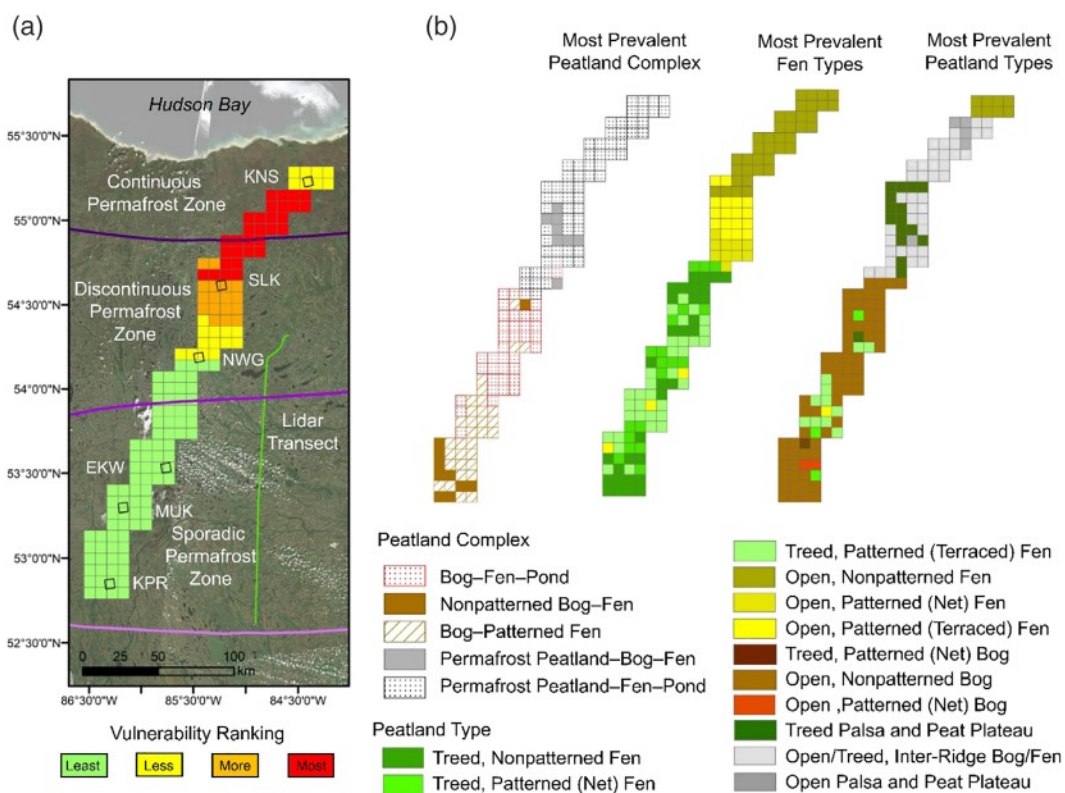 (a)
Hudson Bay
55°30'0"N
55°0'0"N
54°30'0"N
54°0'0"N
53°30'0"N
53°0'0"N
52°30'0"N
Continuous
Permafrost Zone
KNS
SLK
Discontinuous
Permafrost
Zone
NWG
Lidar
Transect
EKW
MUK
Sporadic
Permafrost
Zone
KPR
0 25 50 100
km
86°30'0"W 85°30'0"W 84°30'0"W
Vulnerability Ranking
Least Less More Most
(b)
Most Prevalent
Peatland Complex
Most Prevalent
Fen Types
Most Prevalent
Peatland Types
Peatland Complex
Bog–Fen–Pond
Nonpatterned Bog–Fen
Bog–Patterned Fen
Permafrost Peatland–Bog–Fen
Permafrost Peatland–Fen–Pond
Peatland Type
Treed, Nonpatterned Fen
Treed, Patterned (Net) Fen
Treed, Patterned (Terraced) Fen
Open, Nonpatterned Fen
Open, Patterned (Net) Fen
Open, Patterned (Terraced) Fen
Treed, Patterned (Net) Bog
Open, Nonpatterned Bog
Open ,Patterned (Net) Bog
Treed Palsa and Peat Plateau
Open/Treed, Inter-Ridge Bog/Fen
Open Palsa and Peat Plateau